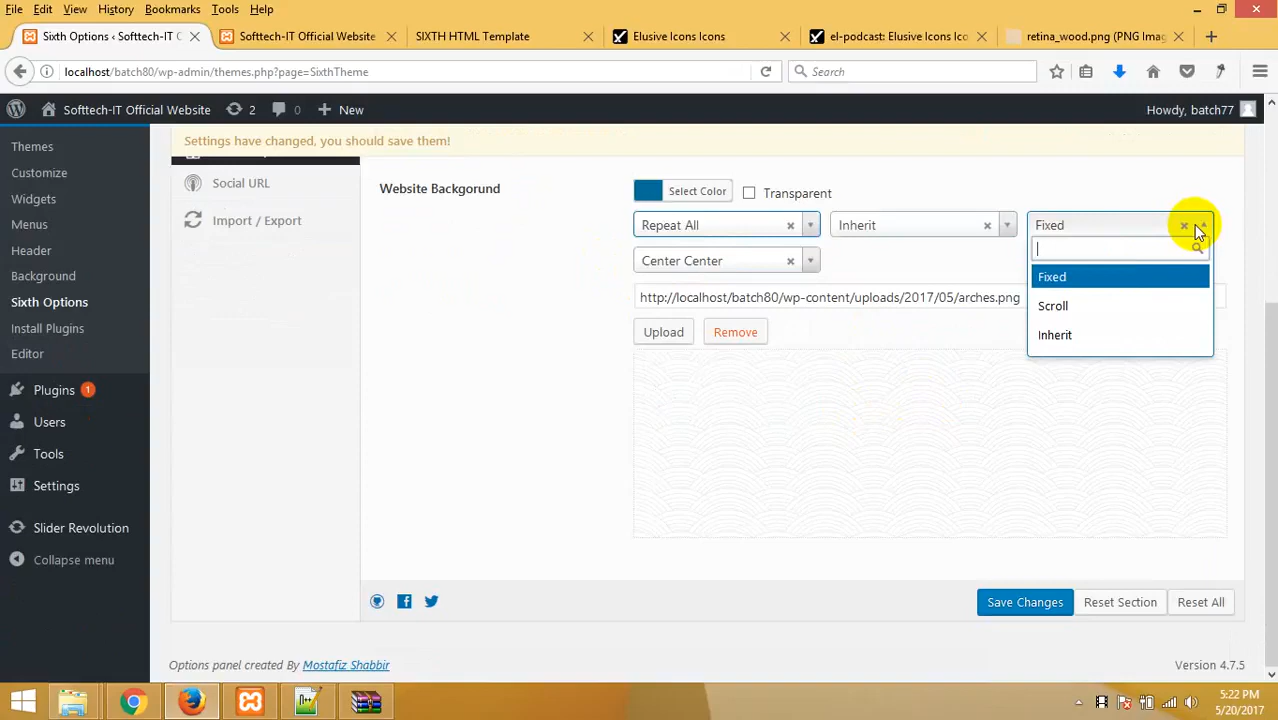 File Edit View History Bookmarks Tools Help
Sixth Options ‹ Softtech-IT O
Softtech-IT Official Website
SIXTH HTML Template
Elusive Icons Icons
el-podcast: Elusive Icons Ico
retina_wood.png (PNG Imag
localhost/batch80/wp-admin/themes.php?page=SixthTheme
Search
Softtech-IT Official Website 2 0 New
Howdy, batch77
Themes
Customize
Widgets
Menus
Header
Background
Sixth Options
Install Plugins
Editor
Plugins 1
Users
Tools
Settings
Slider Revolution
Collapse menu
Settings have changed, you should save them!
Social URL
Import / Export
Website Backgorund
Select Color Transparent
Repeat All Inherit Fixed
Center Center
Fixed
Scroll
Inherit
http://localhost/batch80/wp-content/uploads/2017/05/arches.png
Upload Remove
Save Changes Reset Section Reset All
Options panel created By Mostafiz Shabbir
Version 4.7.5
5:22 PM
5/20/2017